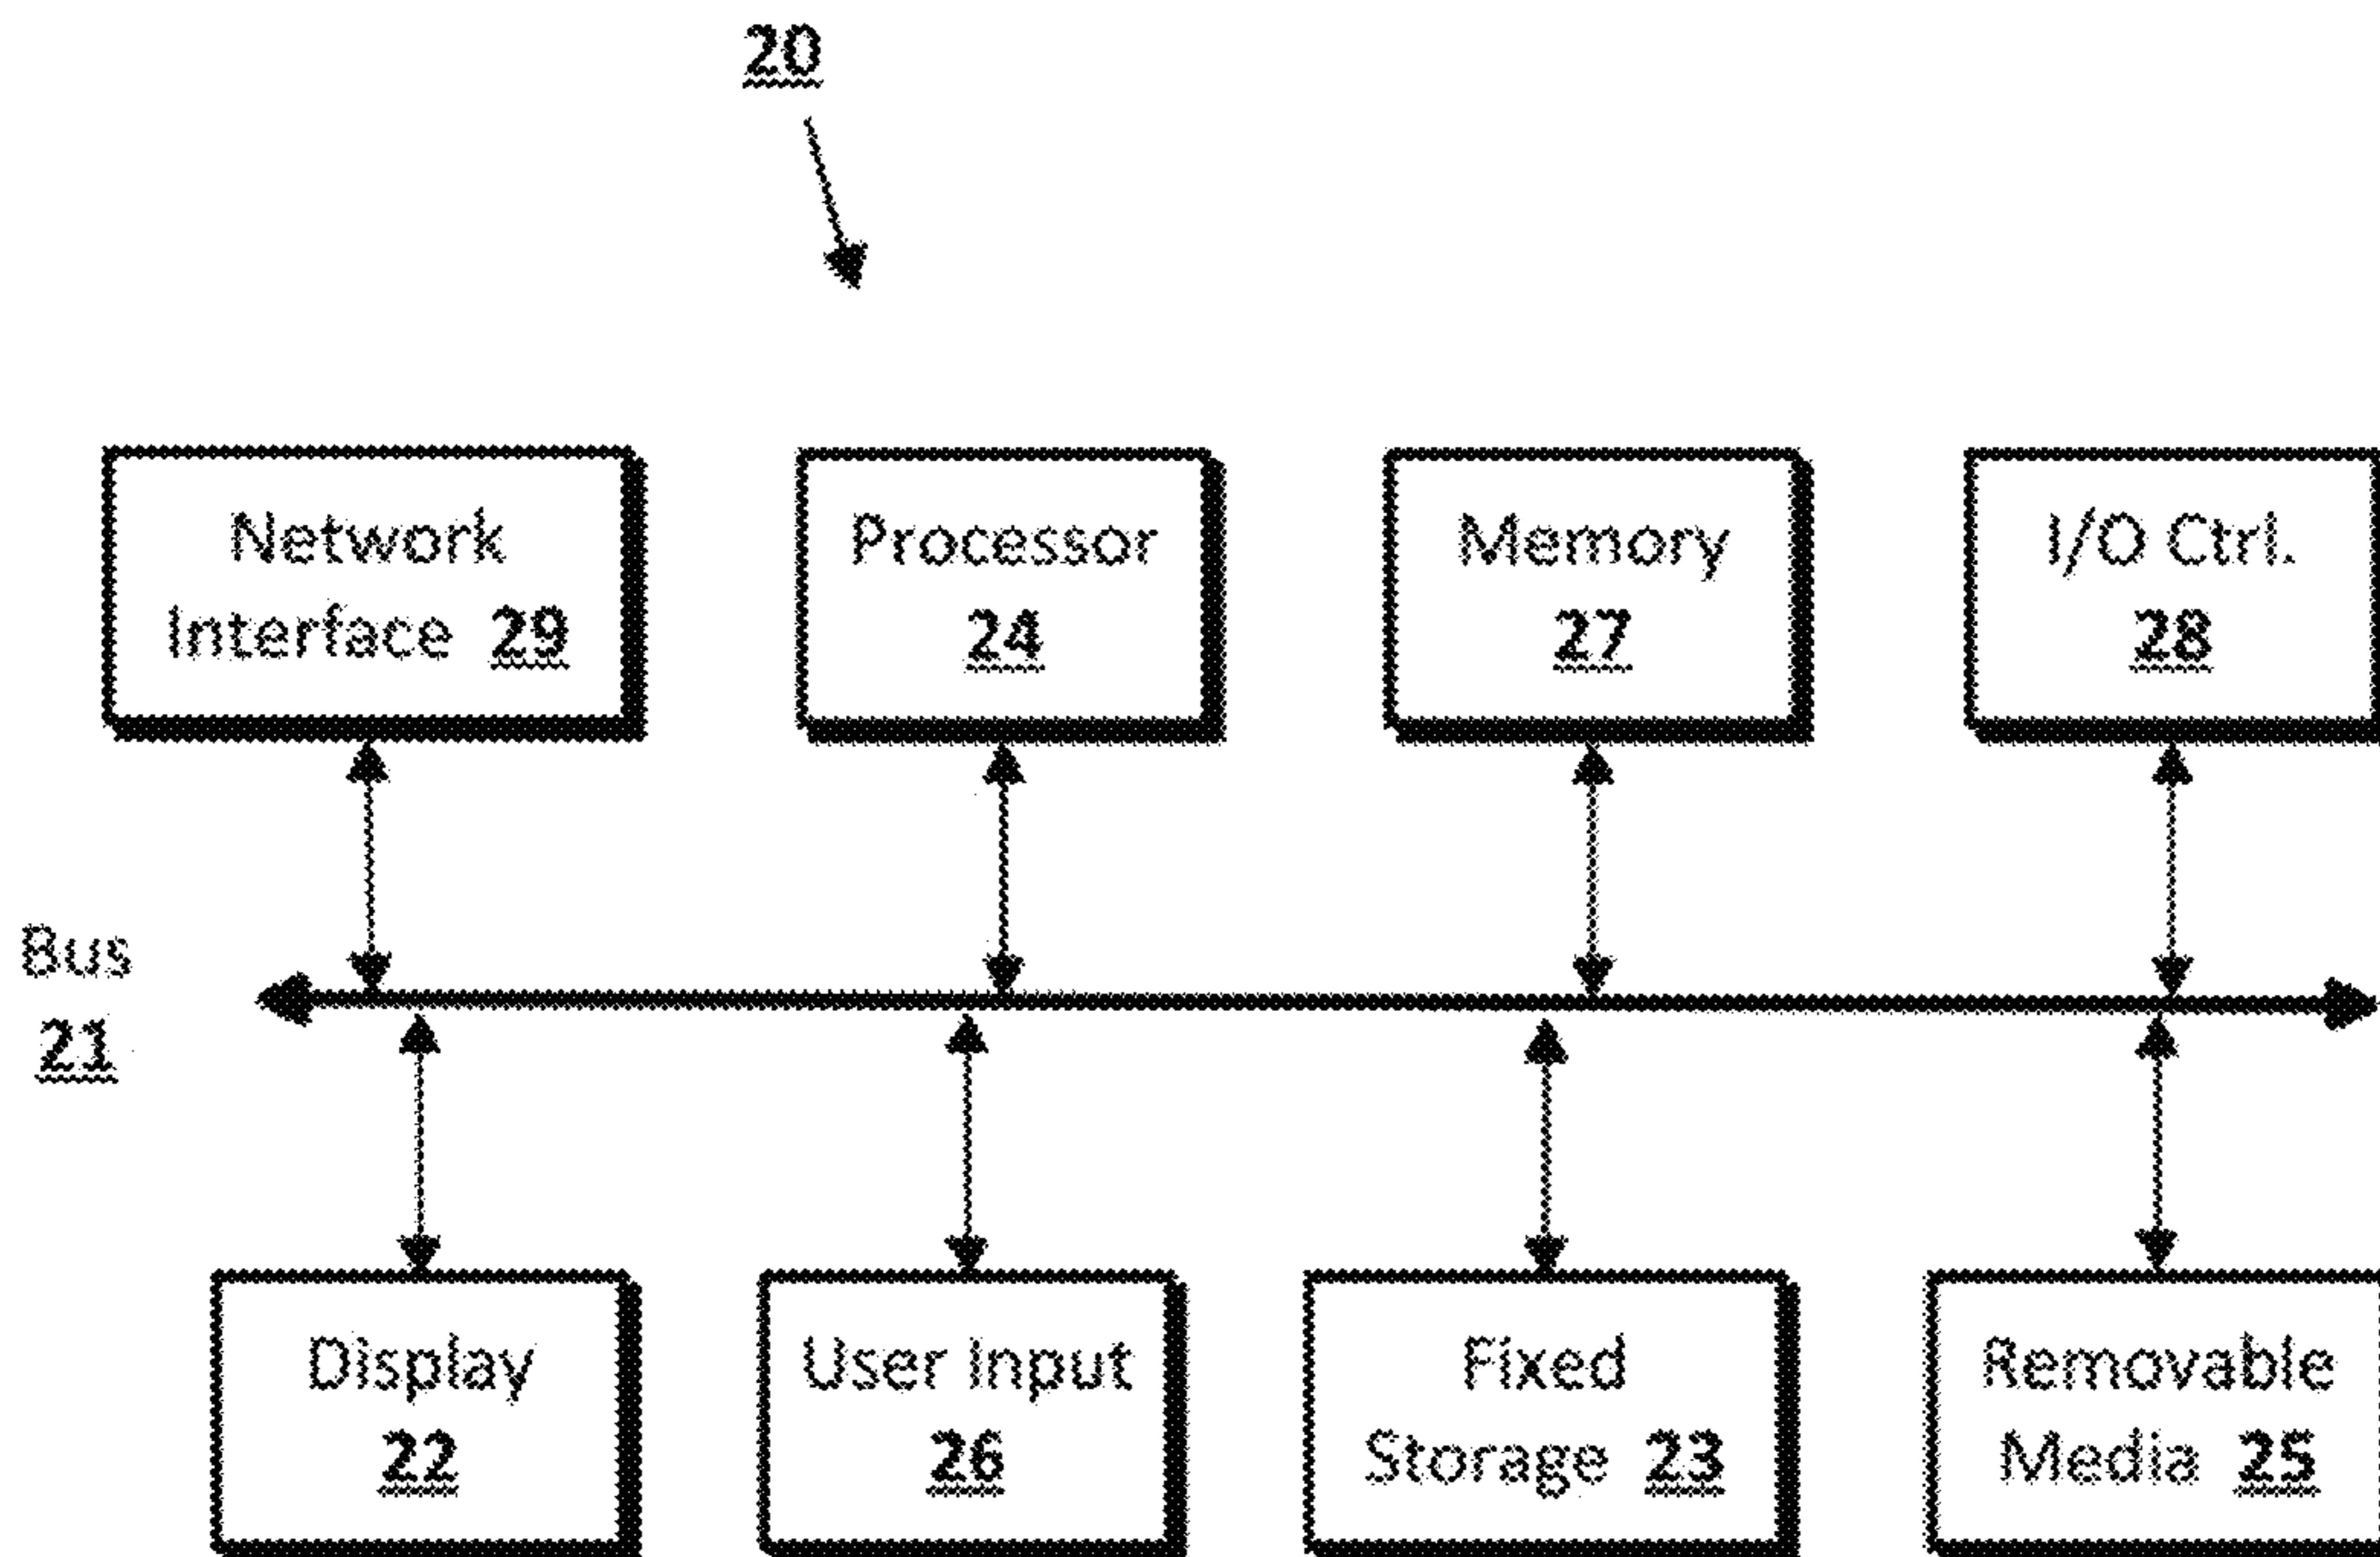 20
Network
Interface 29
Processor
24
Memory
27
I/O Ctrl.
28
Bus
21
Display
22
User Input
26
Fixed
Storage 23
Removable
Media 25